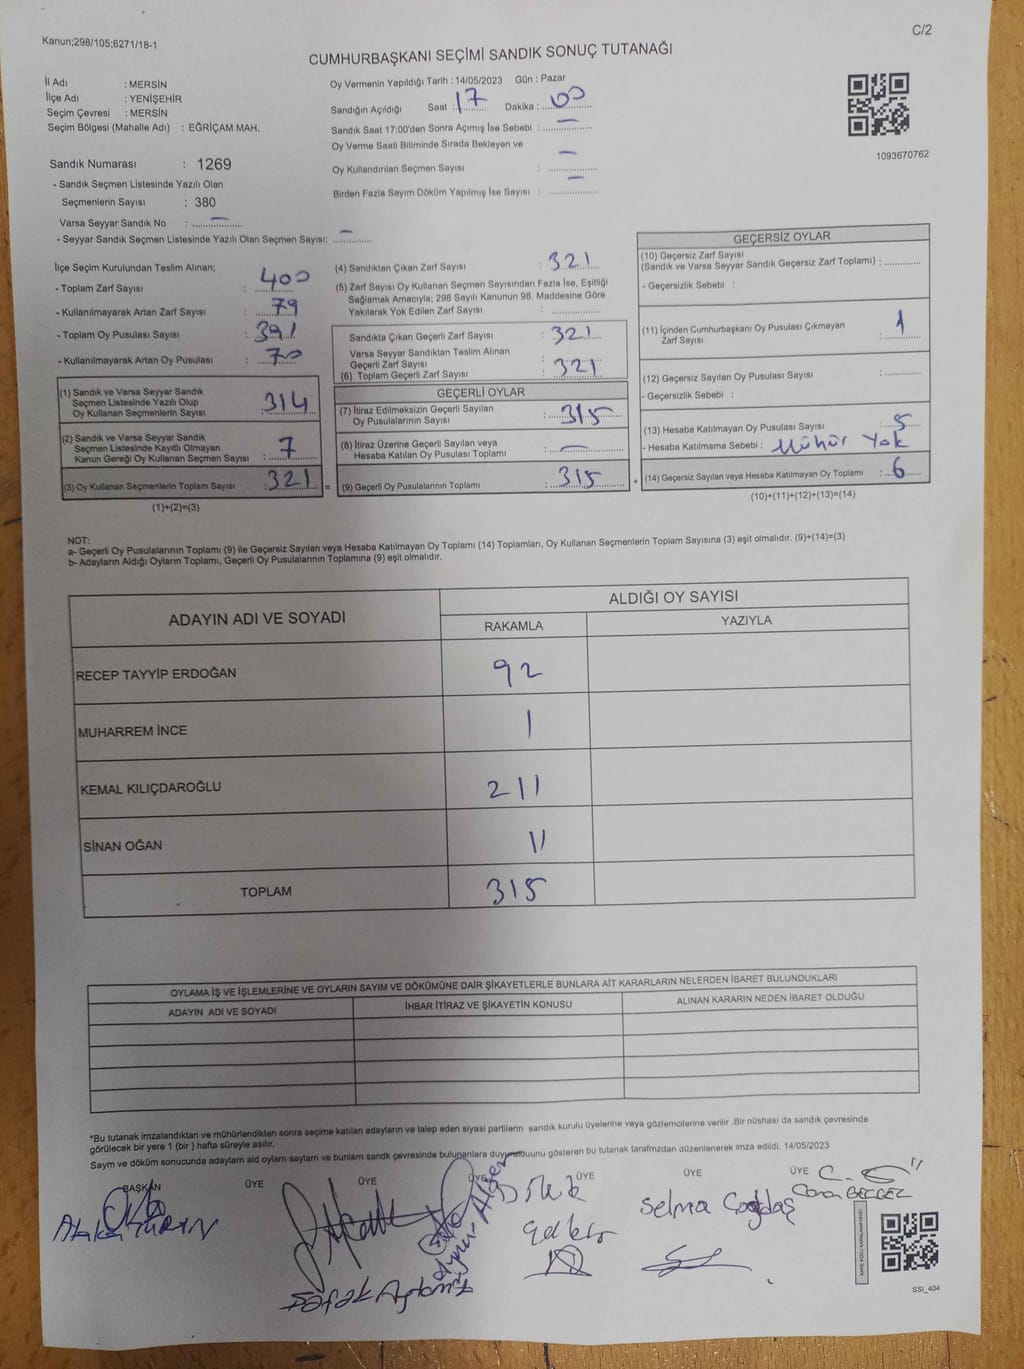 Kanun;298/105;6271/18-1
C/2
CUMHURBAŞKANI SEÇİMİ SANDIK SONUÇ TUTANAĞI
İl Adı : MERSİN
İlçe Adı : YENİŞEHİR
Seçim Çevresi : MERSİN
Seçim Bölgesi (Mahalle Adı) : EĞRİÇAM MAH.
Oy Vermenin Yapıldığı Tarih : 14/05/2023 Gün : Pazar
Sandığın Açıldığı Saat : 17 Dakika : 00
Sandık Saat 17:00'den Sonra Açımış İse Sebebi : –
Oy Verme Saati Bitiminde Sırada Bekleyen ve
Oy Kullandırılan Seçmen Sayısı : –
Birden Fazla Sayım Döküm Yapılmış İse Sayısı : –
1093670762
Sandık Numarası : 1269
- Sandık Seçmen Listesinde Yazılı Olan
Seçmenlerin Sayısı : 380
Varsa Seyyar Sandık No : –
- Seyyar Sandık Seçmen Listesinde Yazılı Olan Seçmen Sayısı: –
İlçe Seçim Kurulundan Teslim Alınan;
- Toplam Zarf Sayısı : 400
- Kullanılmayarak Artan Zarf Sayısı : 79
- Toplam Oy Pusulası Sayısı : 391
- Kullanılmayarak Artan Oy Pusulası : 70
(1) Sandık ve Varsa Seyyar Sandık
Seçmen Listesinde Yazılı Olup
Oy Kullanan Seçmenlerin Sayısı : 314
(2) Sandık ve Varsa Seyyar Sandık
Seçmen Listesinde Kayıtlı Olmayan
Kanun Gereği Oy Kullanan Seçmen Sayısı : 7
(3) Oy Kullanan Seçmenlerin Toplam Sayısı : 321 =
(1)+(2)=(3)
(4) Sandıktan Çıkan Zarf Sayısı : 321
(5) Zarf Sayısı Oy Kullanan Seçmen Sayısından Fazla İse, Eşitliği
Sağlamak Amacıyla; 298 Sayılı Kanunun 98. Maddesine Göre
Yakılarak Yok Edilen Zarf Sayısı :
Sandıkta Çıkan Geçerli Zarf Sayısı : 321
Varsa Seyyar Sandıktan Teslim Alınan
Geçerli Zarf Sayısı :
(6) Toplam Geçerli Zarf Sayısı : 321
GEÇERLİ OYLAR
(7) İtiraz Edilmeksizin Geçerli Sayılan
Oy Pusulalarının Sayısı : 315
(8) İtiraz Üzerine Geçerli Sayılan veya
Hesaba Katılan Oy Pusulası Toplamı : –
(9) Geçerli Oy Pusulalarının Toplamı : 315 +
GEÇERSİZ OYLAR
(10) Geçersiz Zarf Sayısı
(Sandık ve Varsa Seyyar Sandık Geçersiz Zarf Toplamı) :
- Geçersizlik Sebebi :
(11) İçinden Cumhurbaşkanı Oy Pusulası Çıkmayan
Zarf Sayısı : 1
(12) Geçersiz Sayılan Oy Pusulası Sayısı :
- Geçersizlik Sebebi :
(13) Hesaba Katılmayan Oy Pusulası Sayısı : 5
- Hesaba Katılmama Sebebi : Mühür Yok
(14) Geçersiz Sayılan veya Hesaba Katılmayan Oy Toplamı : 6
(10)+(11)+(12)+(13)=(14)
NOT:
a- Geçerli Oy Pusulalarının Toplamı (9) ile Geçersiz Sayılan veya Hesaba Katılmayan Oy Toplamı (14) Toplamları, Oy Kullanan Seçmenlerin Toplam Sayısına (3) eşit olmalıdır. (9)+(14)=(3)
b- Adayların Aldığı Oyların Toplamı, Geçerli Oy Pusulalarının Toplamına (9) eşit olmalıdır.
ADAYIN ADI VE SOYADI
ALDIĞI OY SAYISI
RAKAMLA YAZIYLA
RECEP TAYYİP ERDOĞAN 92
MUHARREM İNCE 1
KEMAL KILIÇDAROĞLU 211
SİNAN OĞAN 11
TOPLAM 315
OYLAMA İŞ VE İŞLEMLERİNE VE OYLARIN SAYIM VE DÖKÜMÜNE DAİR ŞİKAYETLERLE BUNLARA AİT KARARLARIN NELERDEN İBARET BULUNDUKLARI
ADAYIN ADI VE SOYADI İHBAR İTİRAZ VE ŞİKAYETİN KONUSU ALINAN KARARIN NEDEN İBARET OLDUĞU
*Bu tutanak imzalandıktan ve mühürlendikten sonra seçime katılan adayların ve talep eden siyasi partilerin sandık kurulu üyelerine veya gözlemcilerine verilir .Bir nüshası da sandık çevresinde
görülecek bir yere 1 (bir ) hafta süreyle asılır.
Sayım ve döküm sonucunda adayların ald oyların sayların ve bunların sandk çevresinde bulunanlara duyurulduunu gösteren bu tutanak tarafımızdan düzenlenerek imza edildi. 14/05/2023
BAŞKAN ÜYE ÜYE ÜYE ÜYE ÜYE ÜYE
Selma Çağdaş
SSI_404